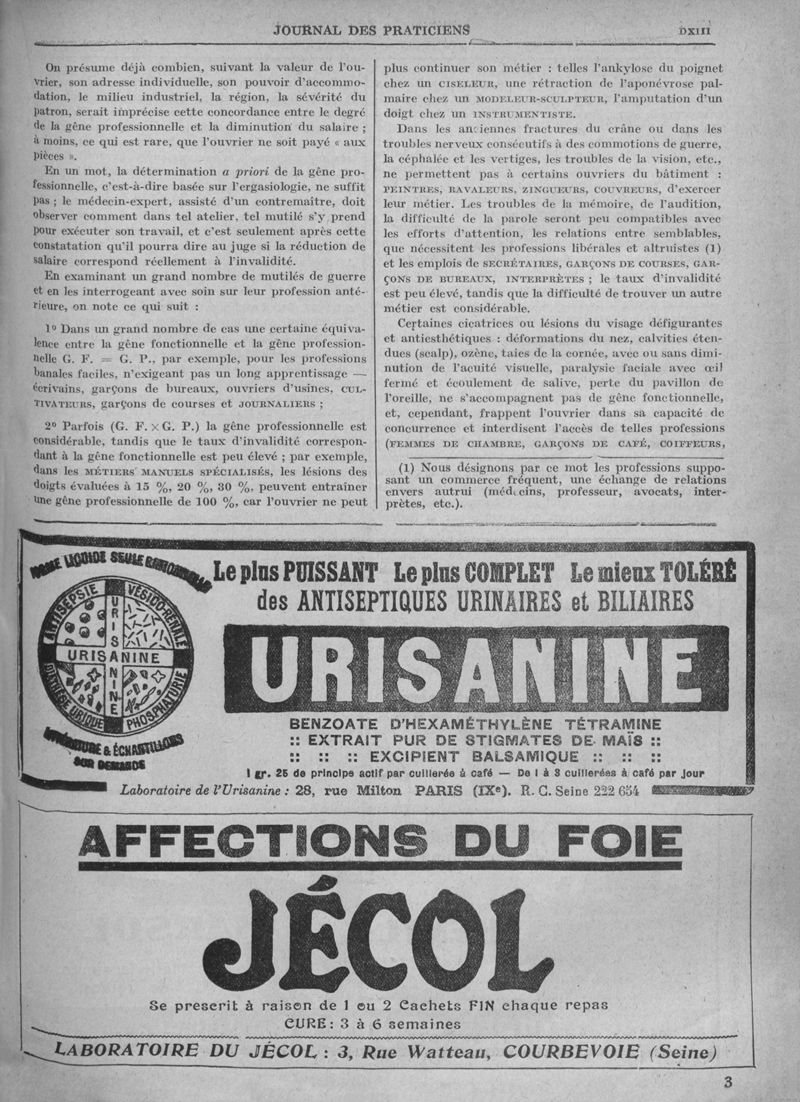 JOURNAL DES PRATICIENS
DXIII
On présume déjà combien, suivant la valeur de l'ou-
vrier, son adresse individuelle, son pouvoir d'accommo-
dation, le milieu industriel, la région, la sévérité du
patron, serait imprécise cette concordance entre le degré
de la gêne professionnelle et la diminution du salaire ;
à moins, ce qui est rare, que l'ouvrier ne soit payé « aux
pièces ».
En un mot, la détermination a priori de la gêne pro-
fessionnelle, c'est-à-dire basée sur l'ergasiologie, ne suffit
pas ; le médecin-expert, assisté d'un contremaître, doit
observer comment dans tel atelier, tel mutilé s'y prend
pour exécuter son travail, et c'est seulement après cette
constatation qu'il pourra dire au juge si la réduction de
salaire correspond réellement à l'invalidité.
En examinant un grand nombre de mutilés de guerre
et en les interrogeant avec soin sur leur profession anté-
rieure, on note ce qui suit :
1º Dans un grand nombre de cas une certaine équiva-
lence entre la gêne fonctionnelle et la gêne profession-
nelle G. F. = G. P., par exemple, pour les professions
banales faciles, n'exigeant pas un long apprentissage —
écrivains, garçons de bureaux, ouvriers d'usines, CUL-
TIVATEURS, garçons de courses et JOURNALIERS ;
2º Parfois (G. F. × G. P.) la gêne professionnelle est
considérable, tandis que le taux d'invalidité correspon-
dant à la gêne fonctionnelle est peu élevé ; par exemple,
dans les MÉTIERS MANUELS SPÉCIALISÉS, les lésions des
doigts évaluées à 15 %, 20 %, 30 %, peuvent entrainer
une gêne professionnelle de 100 %, car l'ouvrier ne peut
plus continuer son métier : telles l'ankylose du poignet
chez un CISELEUR, une rétraction de l'aponévrose pal-
maire chez un MODELEUR-SCULPTEUR, l'amputation d'un
doigt chez un INSTRUMENTISTE.
Dans les anciennes fractures du crâne ou dans les
troubles nerveux consécutifs à des commotions de guerre,
la céphalée et les vertiges, les troubles de la vision, etc.,
ne permettent pas à certains ouvriers du bâtiment :
PEINTRES, RAVALEURS, ZINGUEURS, COUVREURS, d'exercer
leur métier. Les troubles de la mémoire, de l'audition,
la difficulté de la parole seront peu compatibles avec
les efforts d'attention, les relations entre semblables,
que nécessitent les professions libérales et altruistes (1)
et les emplois de SECRÉTAIRES, GARÇONS DE COURSES, GAR-
ÇONS DE BUREAUX, INTERPRÈTES ; le taux d'invalidité
est peu élevé, tandis que la difficulté de trouver un autre
métier est considérable.
Certaines cicatrices ou lésions du visage défigurantes
et antiesthétiques : déformations du nez, calvities éten-
dues (scalp), ozène, taies de la cornée, avec ou sans dimi-
nution de l'acuité visuelle, paralysie faciale avec œil
fermé et écoulement de salive, perte du pavillon de
l'oreille, ne s'accompagnent pas de gêne fonctionnelle,
et, cependant, frappent l'ouvrier dans sa capacité de
concurrence et interdisent l'accès de telles professions
(FEMMES DE CHAMBRE, GARÇONS DE CAFÉ, COIFFEURS,
(1) Nous désignons par ce mot les professions suppo-
sant un commerce fréquent, une échange de relations
envers autrui (médecins, professeur, avocats, inter-
prètes, etc.).
FORME LIQUIDE SEULE
ANTISEPSIE VÉSICO-RÉNALE
DIATHÈSE URIQUE PHOSPHATURIE
URISANINE
URISANINE
LITTÉRATURE & ÉCHANTILLONS
SUR DEMANDE
Le plus PUISSANT Le plus COMPLET Le mieux TOLÉRÉ
des ANTISEPTIQUES URINAIRES et BILIAIRES
URISANINE
BENZOATE D'HEXAMÉTHYLÈNE TÉTRAMINE
:: EXTRAIT PUR DE STIGMATES DE MAÏS ::
:: :: :: EXCIPIENT BALSAMIQUE :: :: ::
1 gr. 25 de principe actif par cuillerée à café — De 1 à 3 cuillerées à café par jour
Laboratoire de l'Urisanine : 28, rue Milton PARIS (IXe). R. C. Seine 222 654
AFFECTIONS DU FOIE
JÉCOL
Se prescrit à raison de 1 ou 2 Cachets FIN chaque repas
CURE : 3 à 6 semaines
LABORATOIRE DU JÉCOL : 3, Rue Watteau, COURBEVOIE (Seine)
3